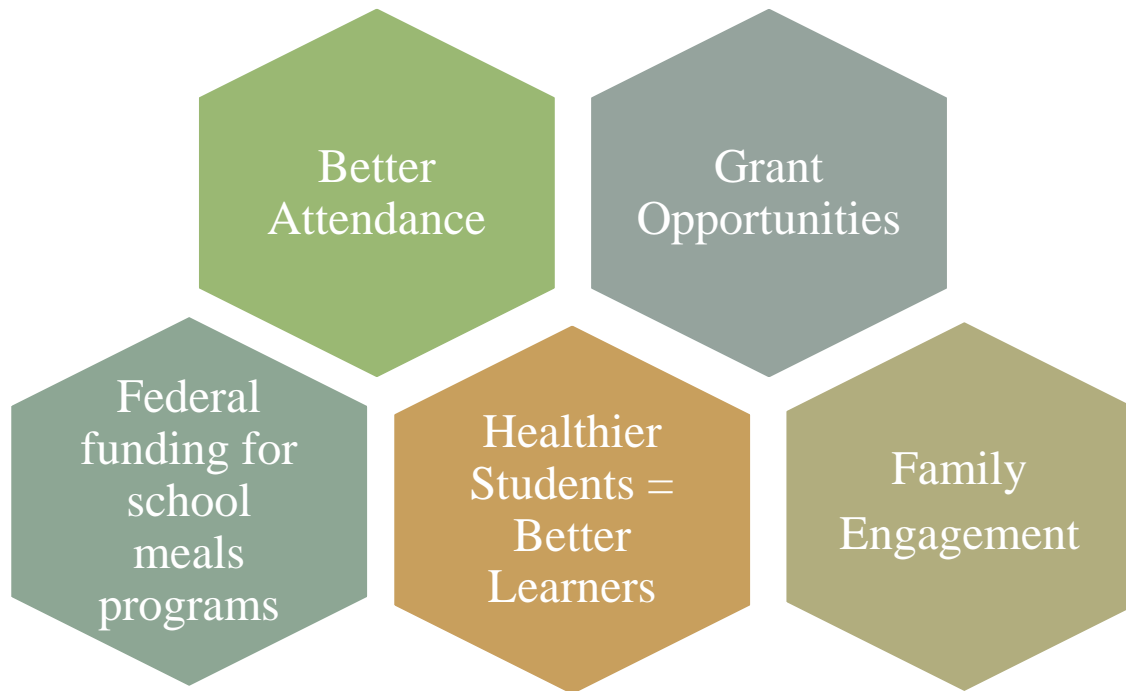 Better
Attendance
Grant
Opportunities
Federal
funding for
school
meals
programs
Healthier
Students =
Better
Learners
Family
Engagement